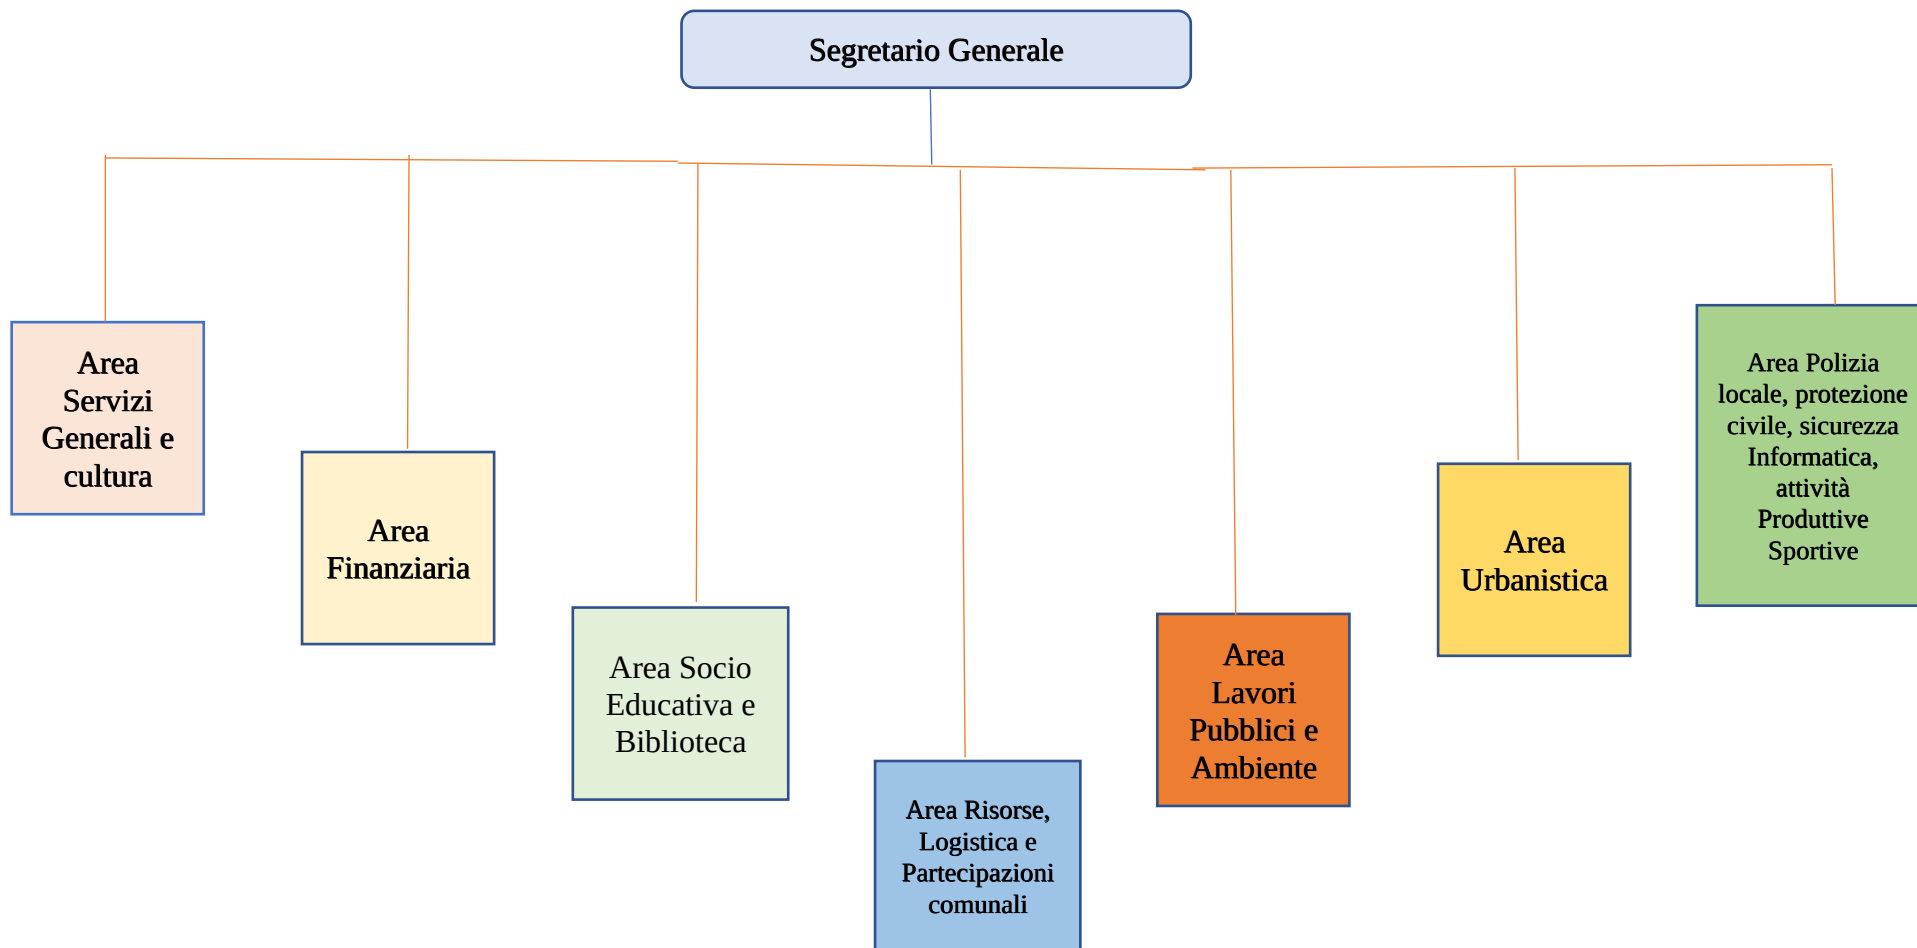 Segretario Generale
Area
Servizi
Generali e
cultura
Area
Finanziaria
Area Socio
Educativa e
Biblioteca
Area Risorse,
Logistica e
Partecipazioni
comunali
Area
Lavori
Pubblici e
Ambiente
Area
Urbanistica
Area Polizia
locale, protezione
civile, sicurezza
Informatica,
attività
Produttive
Sportive